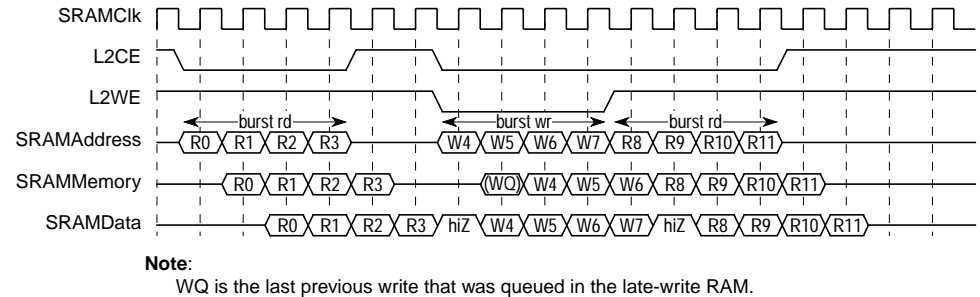 SRAMClk
L2CE
L2WE
burst rd burst wr burst rd
SRAMAddress R0 R1 R2 R3 W4 W5 W6 W7 R8 R9 R10 R11
SRAMMemory R0 R1 R2 R3 (WQ) W4 W5 W6 R8 R9 R10 R11
SRAMData R0 R1 R2 R3 hiZ W4 W5 W6 W7 hiZ R8 R9 R10 R11
Note:
WQ is the last previous write that was queued in the late-write RAM.